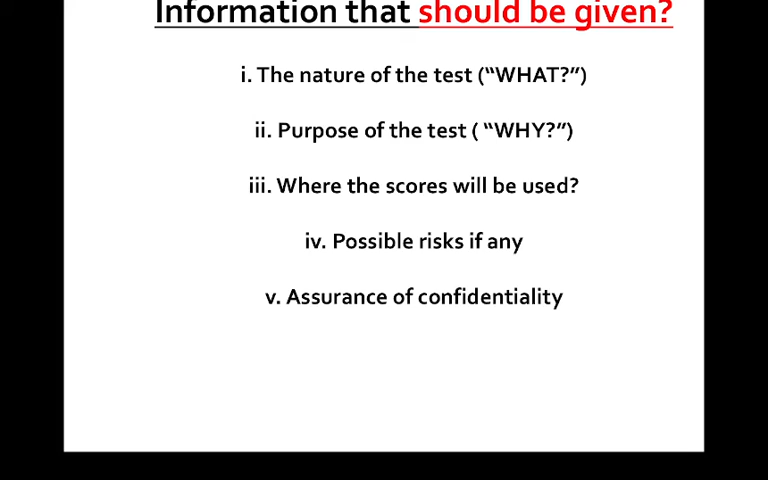 Information that should be given?
i. The nature of the test (“WHAT?”)
ii. Purpose of the test ( “WHY?”)
iii. Where the scores will be used?
iv. Possible risks if any
v. Assurance of confidentiality